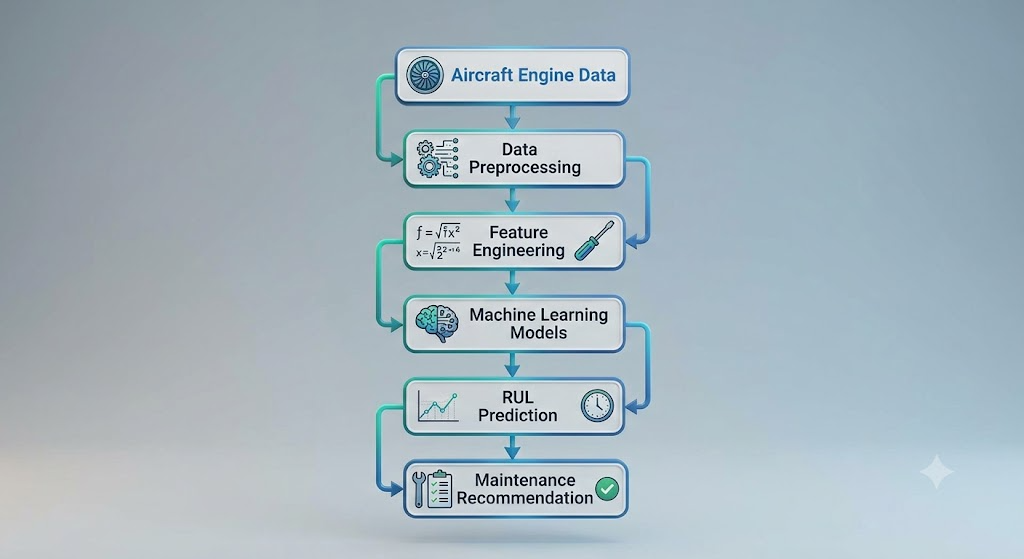 Aircraft Engine Data
Data
Preprocessing
Feature
Engineering
Machine Learning
Models
RUL
Prediction
Maintenance
Recommendation